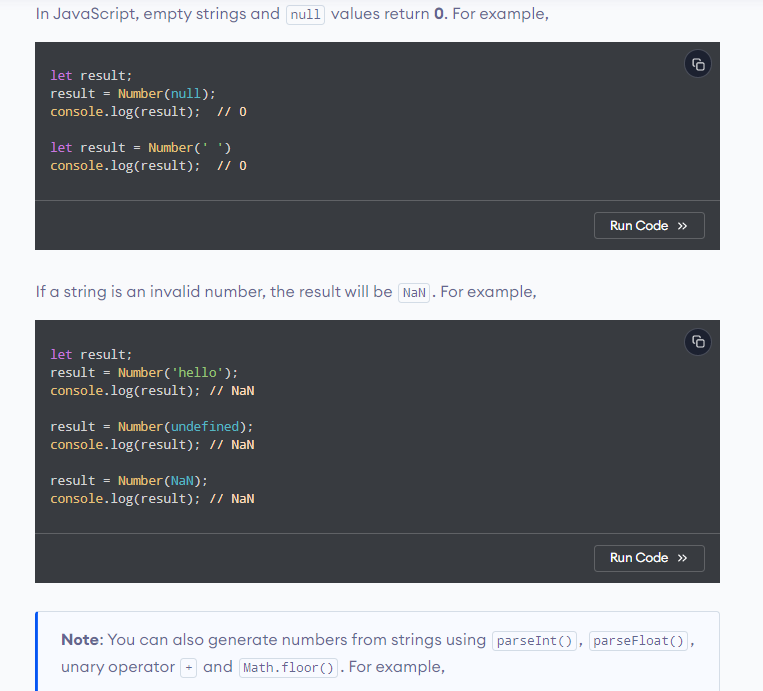 In JavaScript, empty strings and null values return 0. For example,
let result;
result = Number(null);
console.log(result);  // 0
let result = Number(' ')
console.log(result);  // 0
Run Code »
If a string is an invalid number, the result will be NaN. For example,
let result;
result = Number('hello');
console.log(result); // NaN
result = Number(undefined);
console.log(result); // NaN
result = Number(NaN);
console.log(result); // NaN
Run Code »
Note: You can also generate numbers from strings using parseInt(), parseFloat(),
unary operator + and Math.floor(). For example,